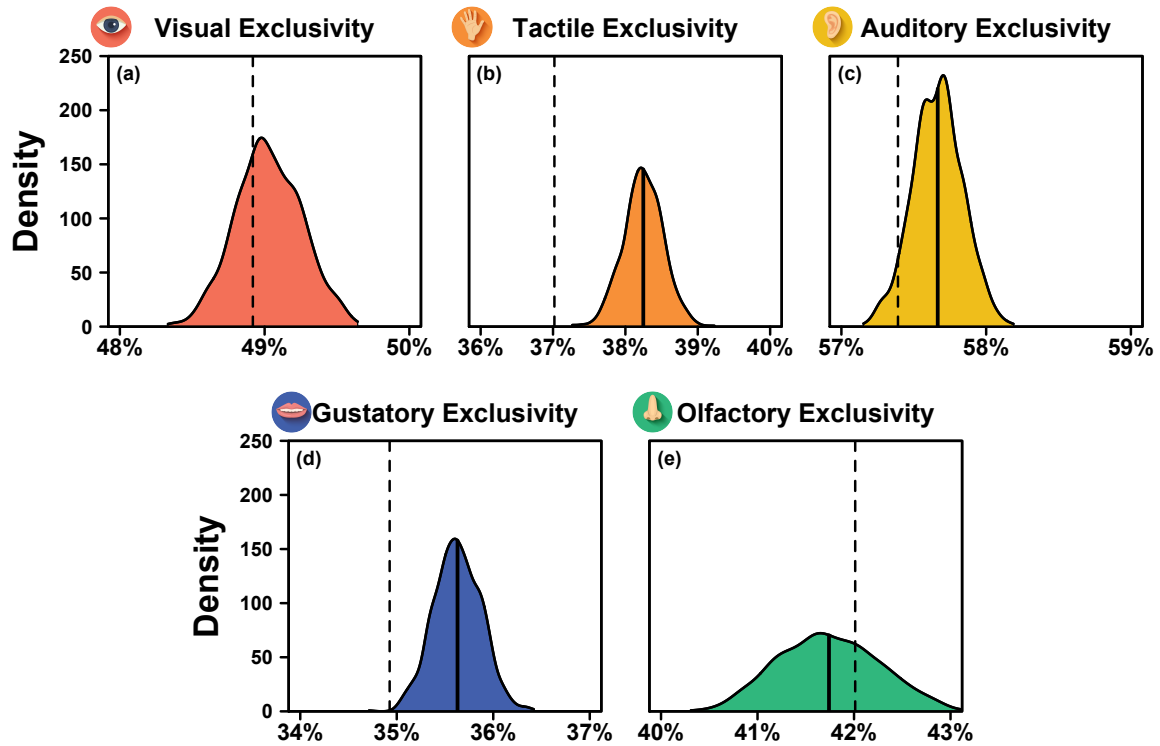 Visual Exclusivity Tactile Exclusivity Auditory Exclusivity
250 (a) (b) (c)
200
150
100
50
0
Density
48% 49% 50% 36% 37% 38% 39% 40% 57% 58% 59%
Gustatory Exclusivity Olfactory Exclusivity
250 (d) (e)
200
150
100
50
0
Density
34% 35% 36% 37% 40% 41% 42% 43%